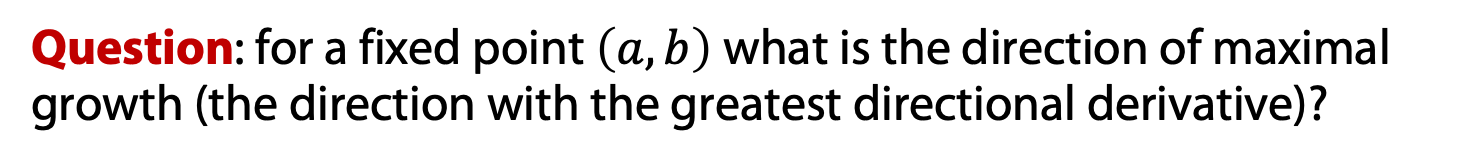 Question: for a fixed point (a, b) what is the direction of maximal
growth (the direction with the greatest directional derivative)?